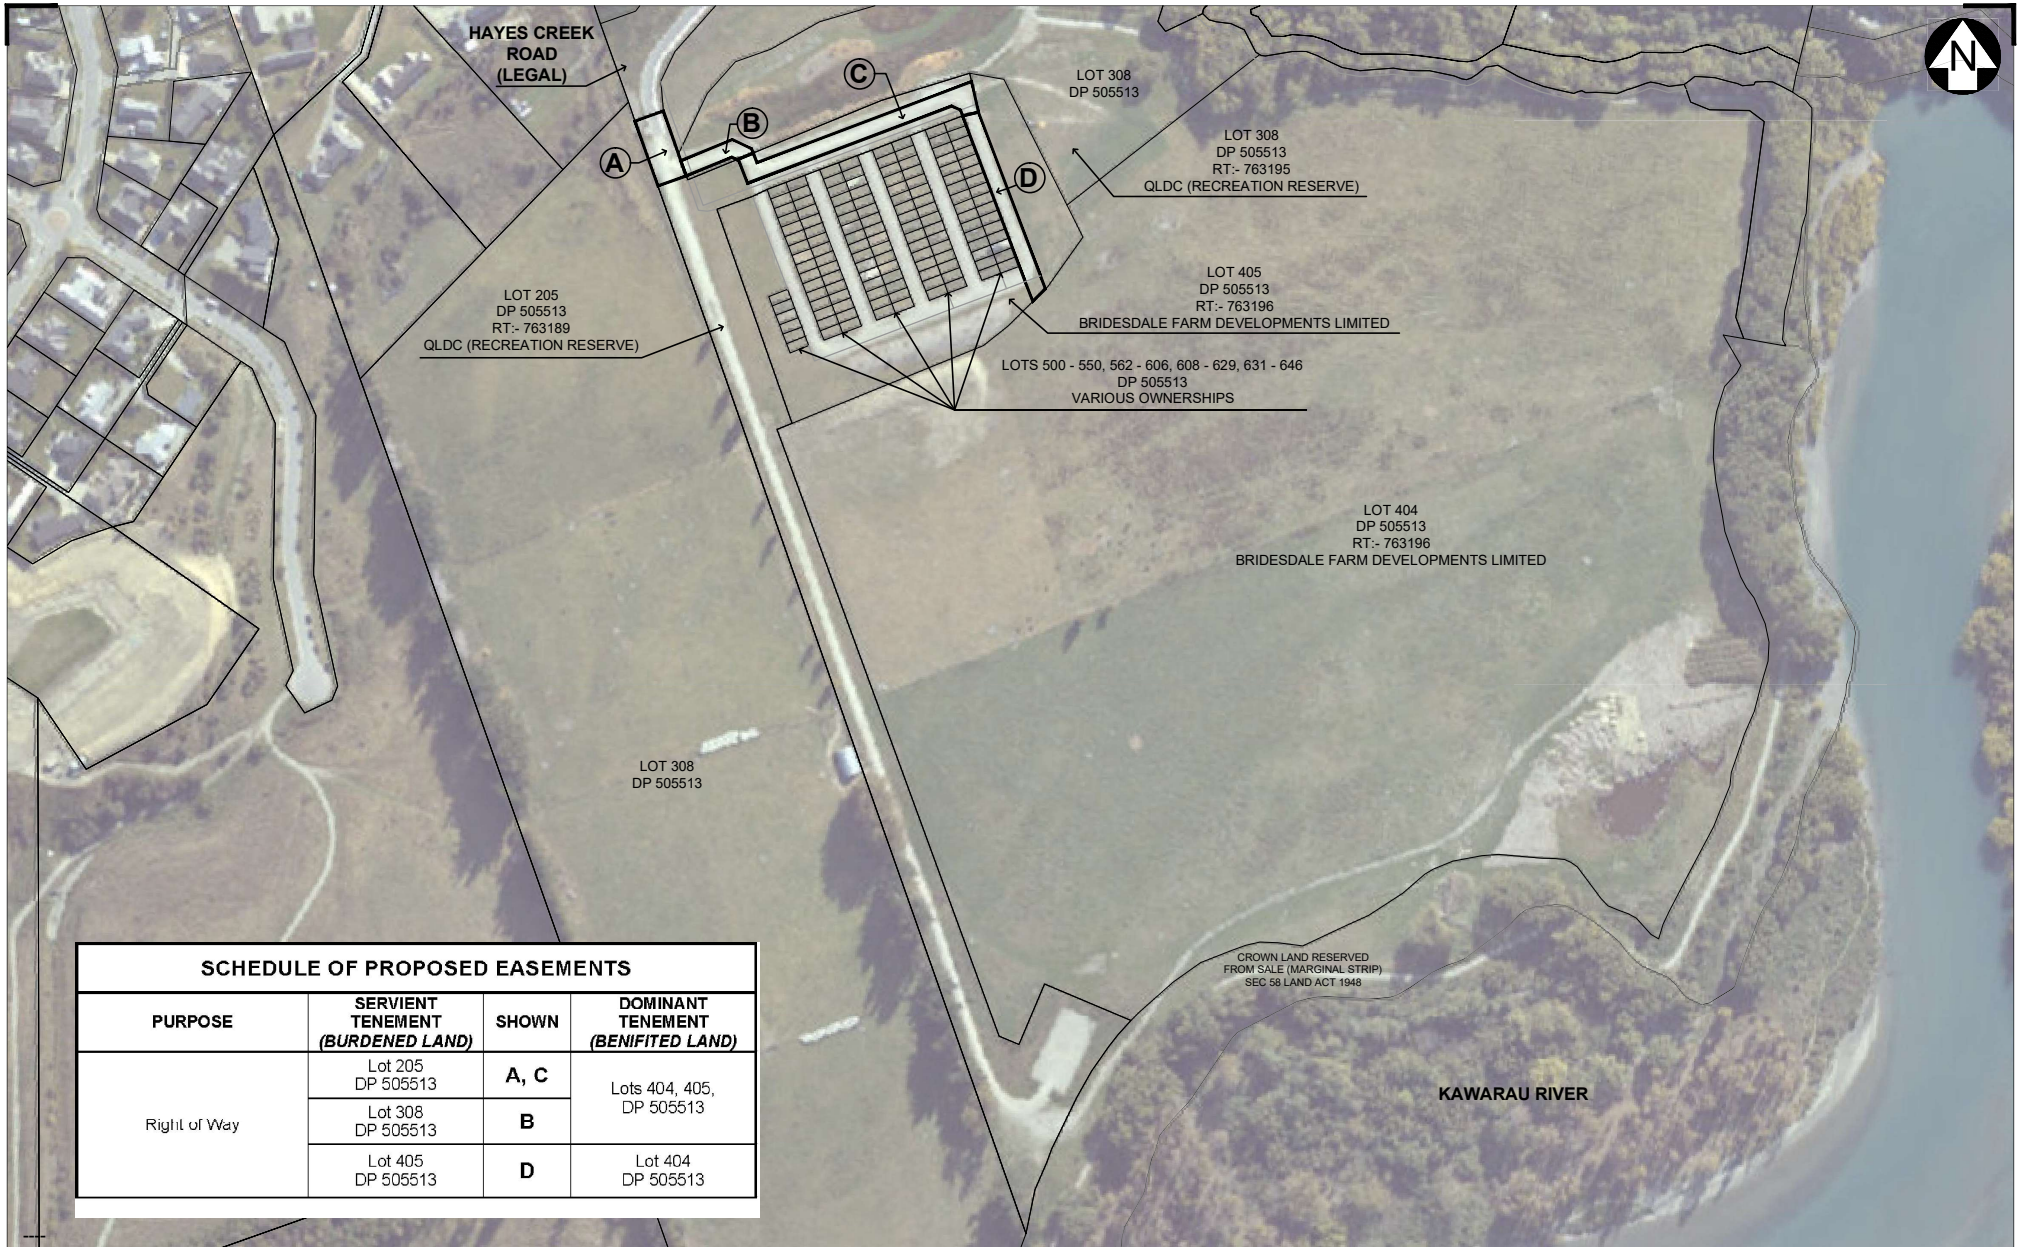 HAYES CREEK
ROAD
(LEGAL)
N
C
LOT 308
DP 505513
B
A
LOT 308
DP 505513
RT:- 763195
QLDC (RECREATION RESERVE)
D
LOT 205
DP 505513
RT:- 763189
QLDC (RECREATION RESERVE)
LOT 405
DP 505513
RT:- 763196
BRIDESDALE FARM DEVELOPMENTS LIMITED
LOTS 500 - 550, 562 - 606, 608 - 629, 631 - 646
DP 505513
VARIOUS OWNERSHIPS
LOT 404
DP 505513
RT:- 763196
BRIDESDALE FARM DEVELOPMENTS LIMITED
LOT 308
DP 505513
CROWN LAND RESERVED
FROM SALE (MARGINAL STRIP)
SEC 58 LAND ACT 1948
KAWARAU RIVER
SCHEDULE OF PROPOSED EASEMENTS
PURPOSE
SERVIENT
TENEMENT
(BURDENED LAND)
SHOWN
DOMINANT
TENEMENT
(BENIFITED LAND)
Right of Way
Lot 205
DP 505513
A, C
Lots 404, 405,
DP 505513
Lot 308
DP 505513
B
Lot 405
DP 505513
D
Lot 404
DP 505513